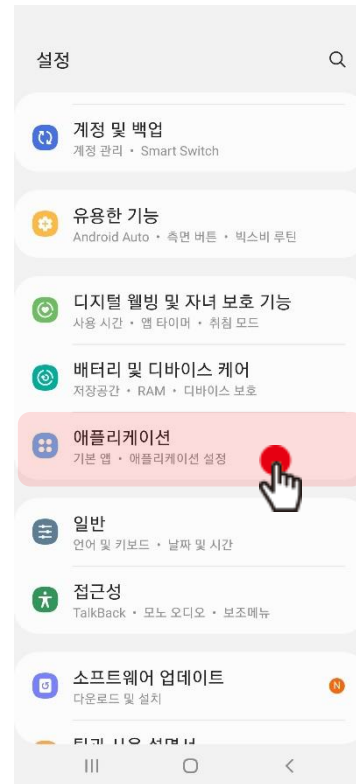 설정
계정 및 백업
계정 관리 • Smart Switch
유용한 기능
Android Auto • 측면 버튼 • 빅스비 루틴
디지털 웰빙 및 자녀 보호 기능
사용 시간 • 앱 타이머 • 취침 모드
배터리 및 디바이스 케어
저장공간 • RAM • 디바이스 보호
애플리케이션
기본 앱 • 애플리케이션 설정
일반
언어 및 키보드 • 날짜 및 시간
접근성
TalkBack • 모노 오디오 • 보조메뉴
소프트웨어 업데이트
다운로드 및 설치
N